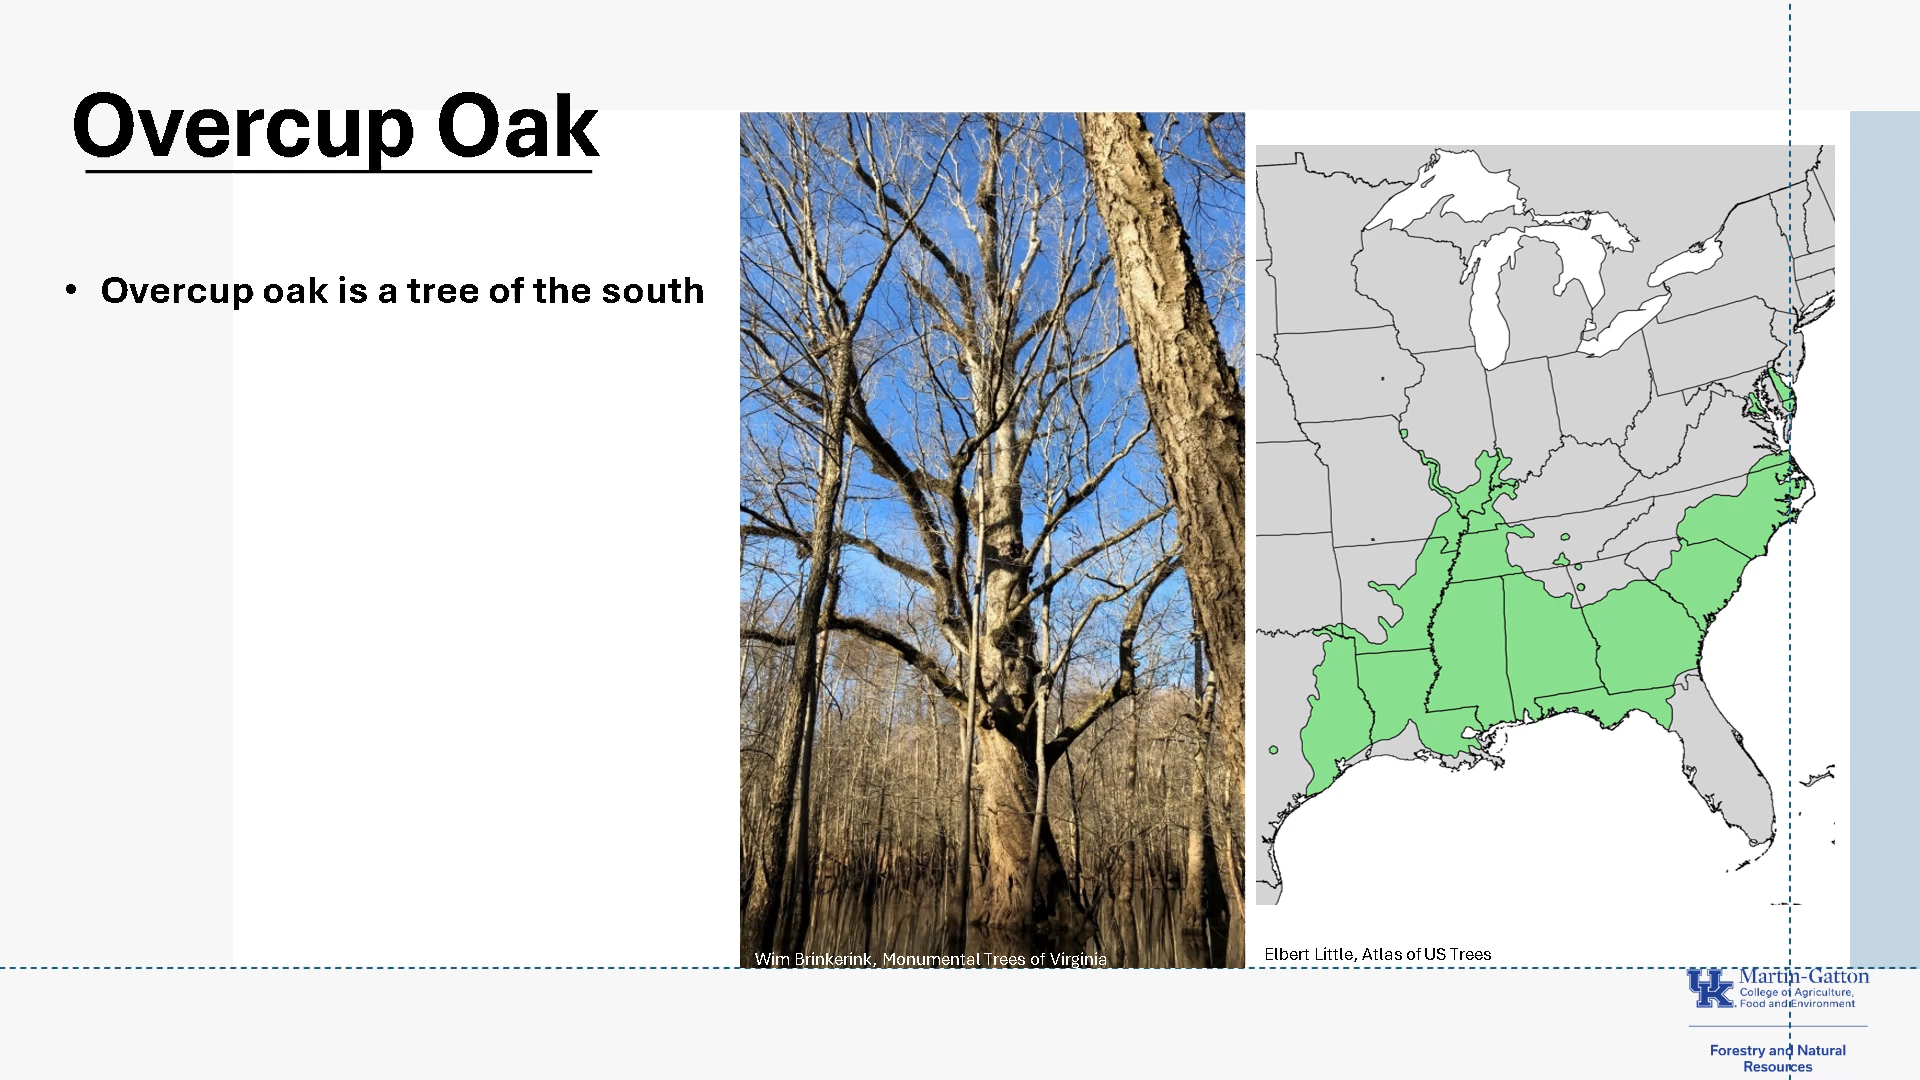 Overcup Oak
• Overcup oak is a tree of the south
Wim Brinkerink, Monumental Trees of Virginia
Elbert Little, Atlas of US Trees
UK Martin-Gatton
College of Agriculture,
Food and Environment
Forestry and Natural
Resources